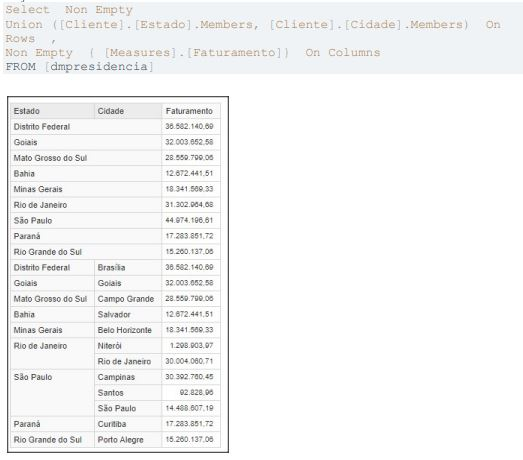 Select  Non Empty
Union ([Cliente].[Estado].Members, [Cliente].[Cidade].Members)  On
Rows  ,
Non Empty  ( [Measures].[Faturamento])  On Columns
FROM [dmpresidencia]
Estado Cidade Faturamento
Distrito Federal 36.582.140,69
Goiais 32.003.652,58
Mato Grosso do Sul 28.559.799,06
Bahia 12.672.441,51
Minas Gerais 18.341.569,33
Rio de Janeiro 31.302.964,68
São Paulo 44.974.196,61
Paraná 17.283.851,72
Rio Grande do Sul 15.260.137,06
Distrito Federal Brasília 36.582.140,69
Goiais Goiais 32.003.652,58
Mato Grosso do Sul Campo Grande 28.559.799,06
Bahia Salvador 12.672.441,51
Minas Gerais Belo Horizonte 18.341.569,33
Rio de Janeiro Niterói 1.298.903,97
Rio de Janeiro 30.004.060,71
São Paulo Campinas 30.392.760,45
Santos 92.828,96
São Paulo 14.488.607,19
Paraná Curitiba 17.283.851,72
Rio Grande do Sul Porto Alegre 15.260.137,06